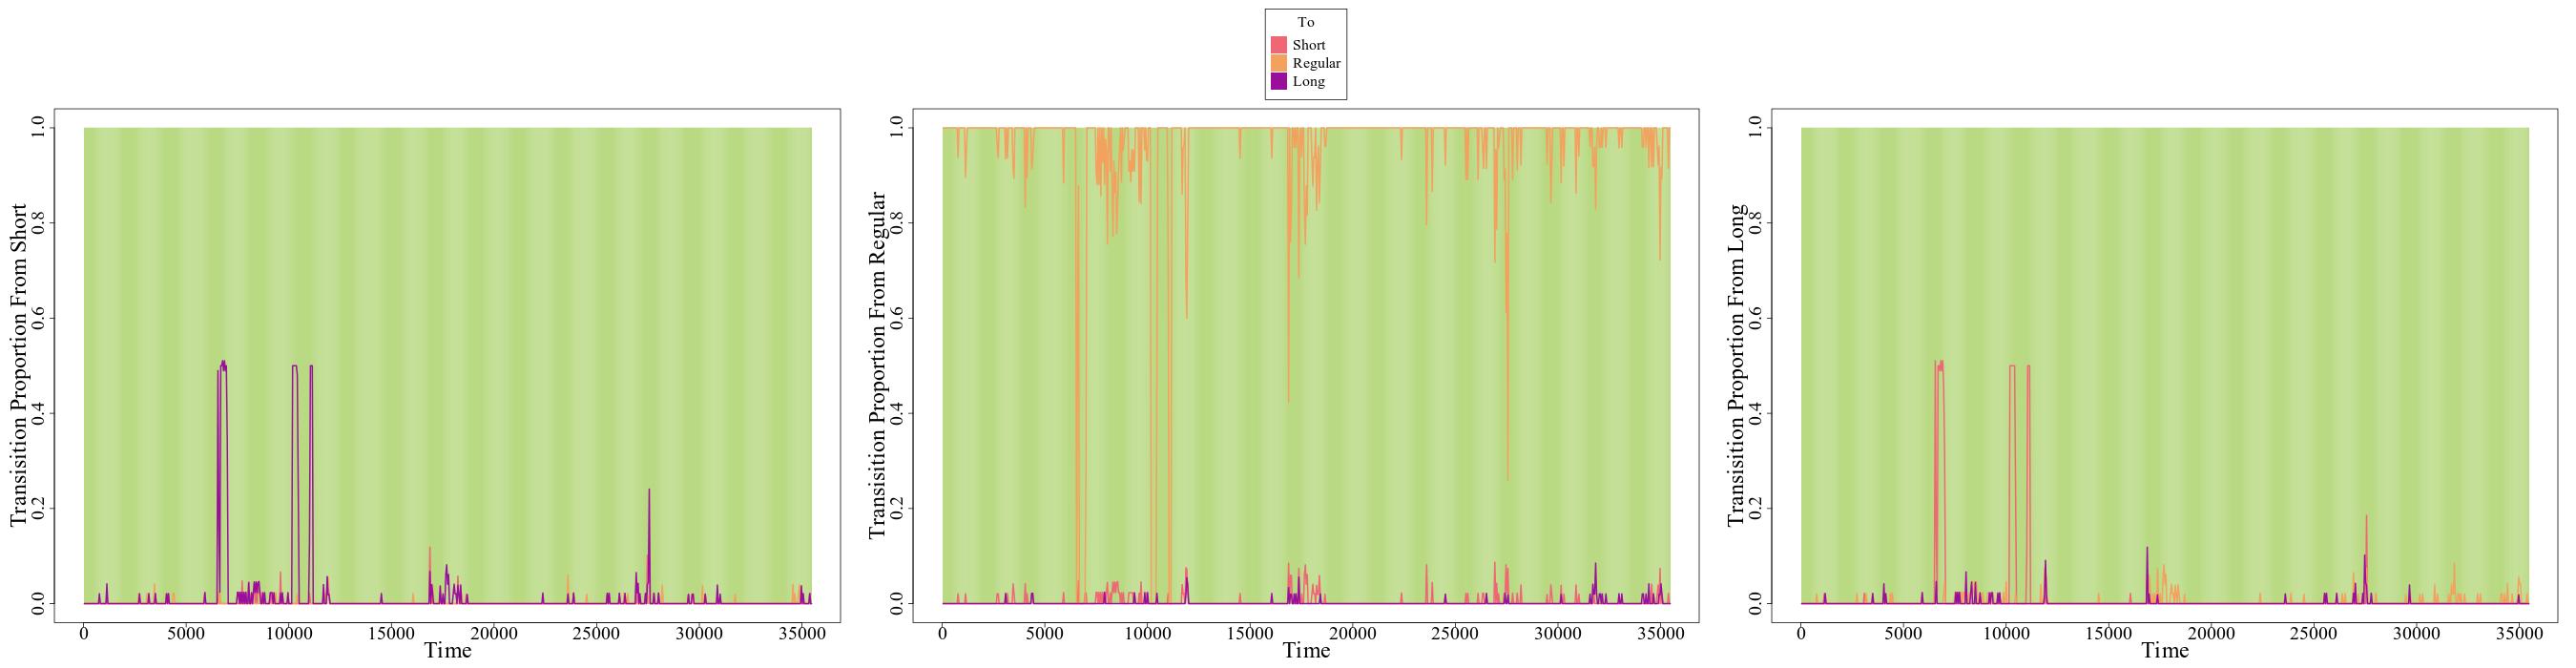 To
Short
Regular
Long
Transisition Proportion From Short
1.0
0.8
0.6
0.4
0.2
0.0
0 5000 10000 15000 20000 25000 30000 35000
Time
Transisition Proportion From Regular
1.0
0.8
0.6
0.4
0.2
0.0
0 5000 10000 15000 20000 25000 30000 35000
Time
Transisition Proportion From Long
1.0
0.8
0.6
0.4
0.2
0.0
0 5000 10000 15000 20000 25000 30000 35000
Time